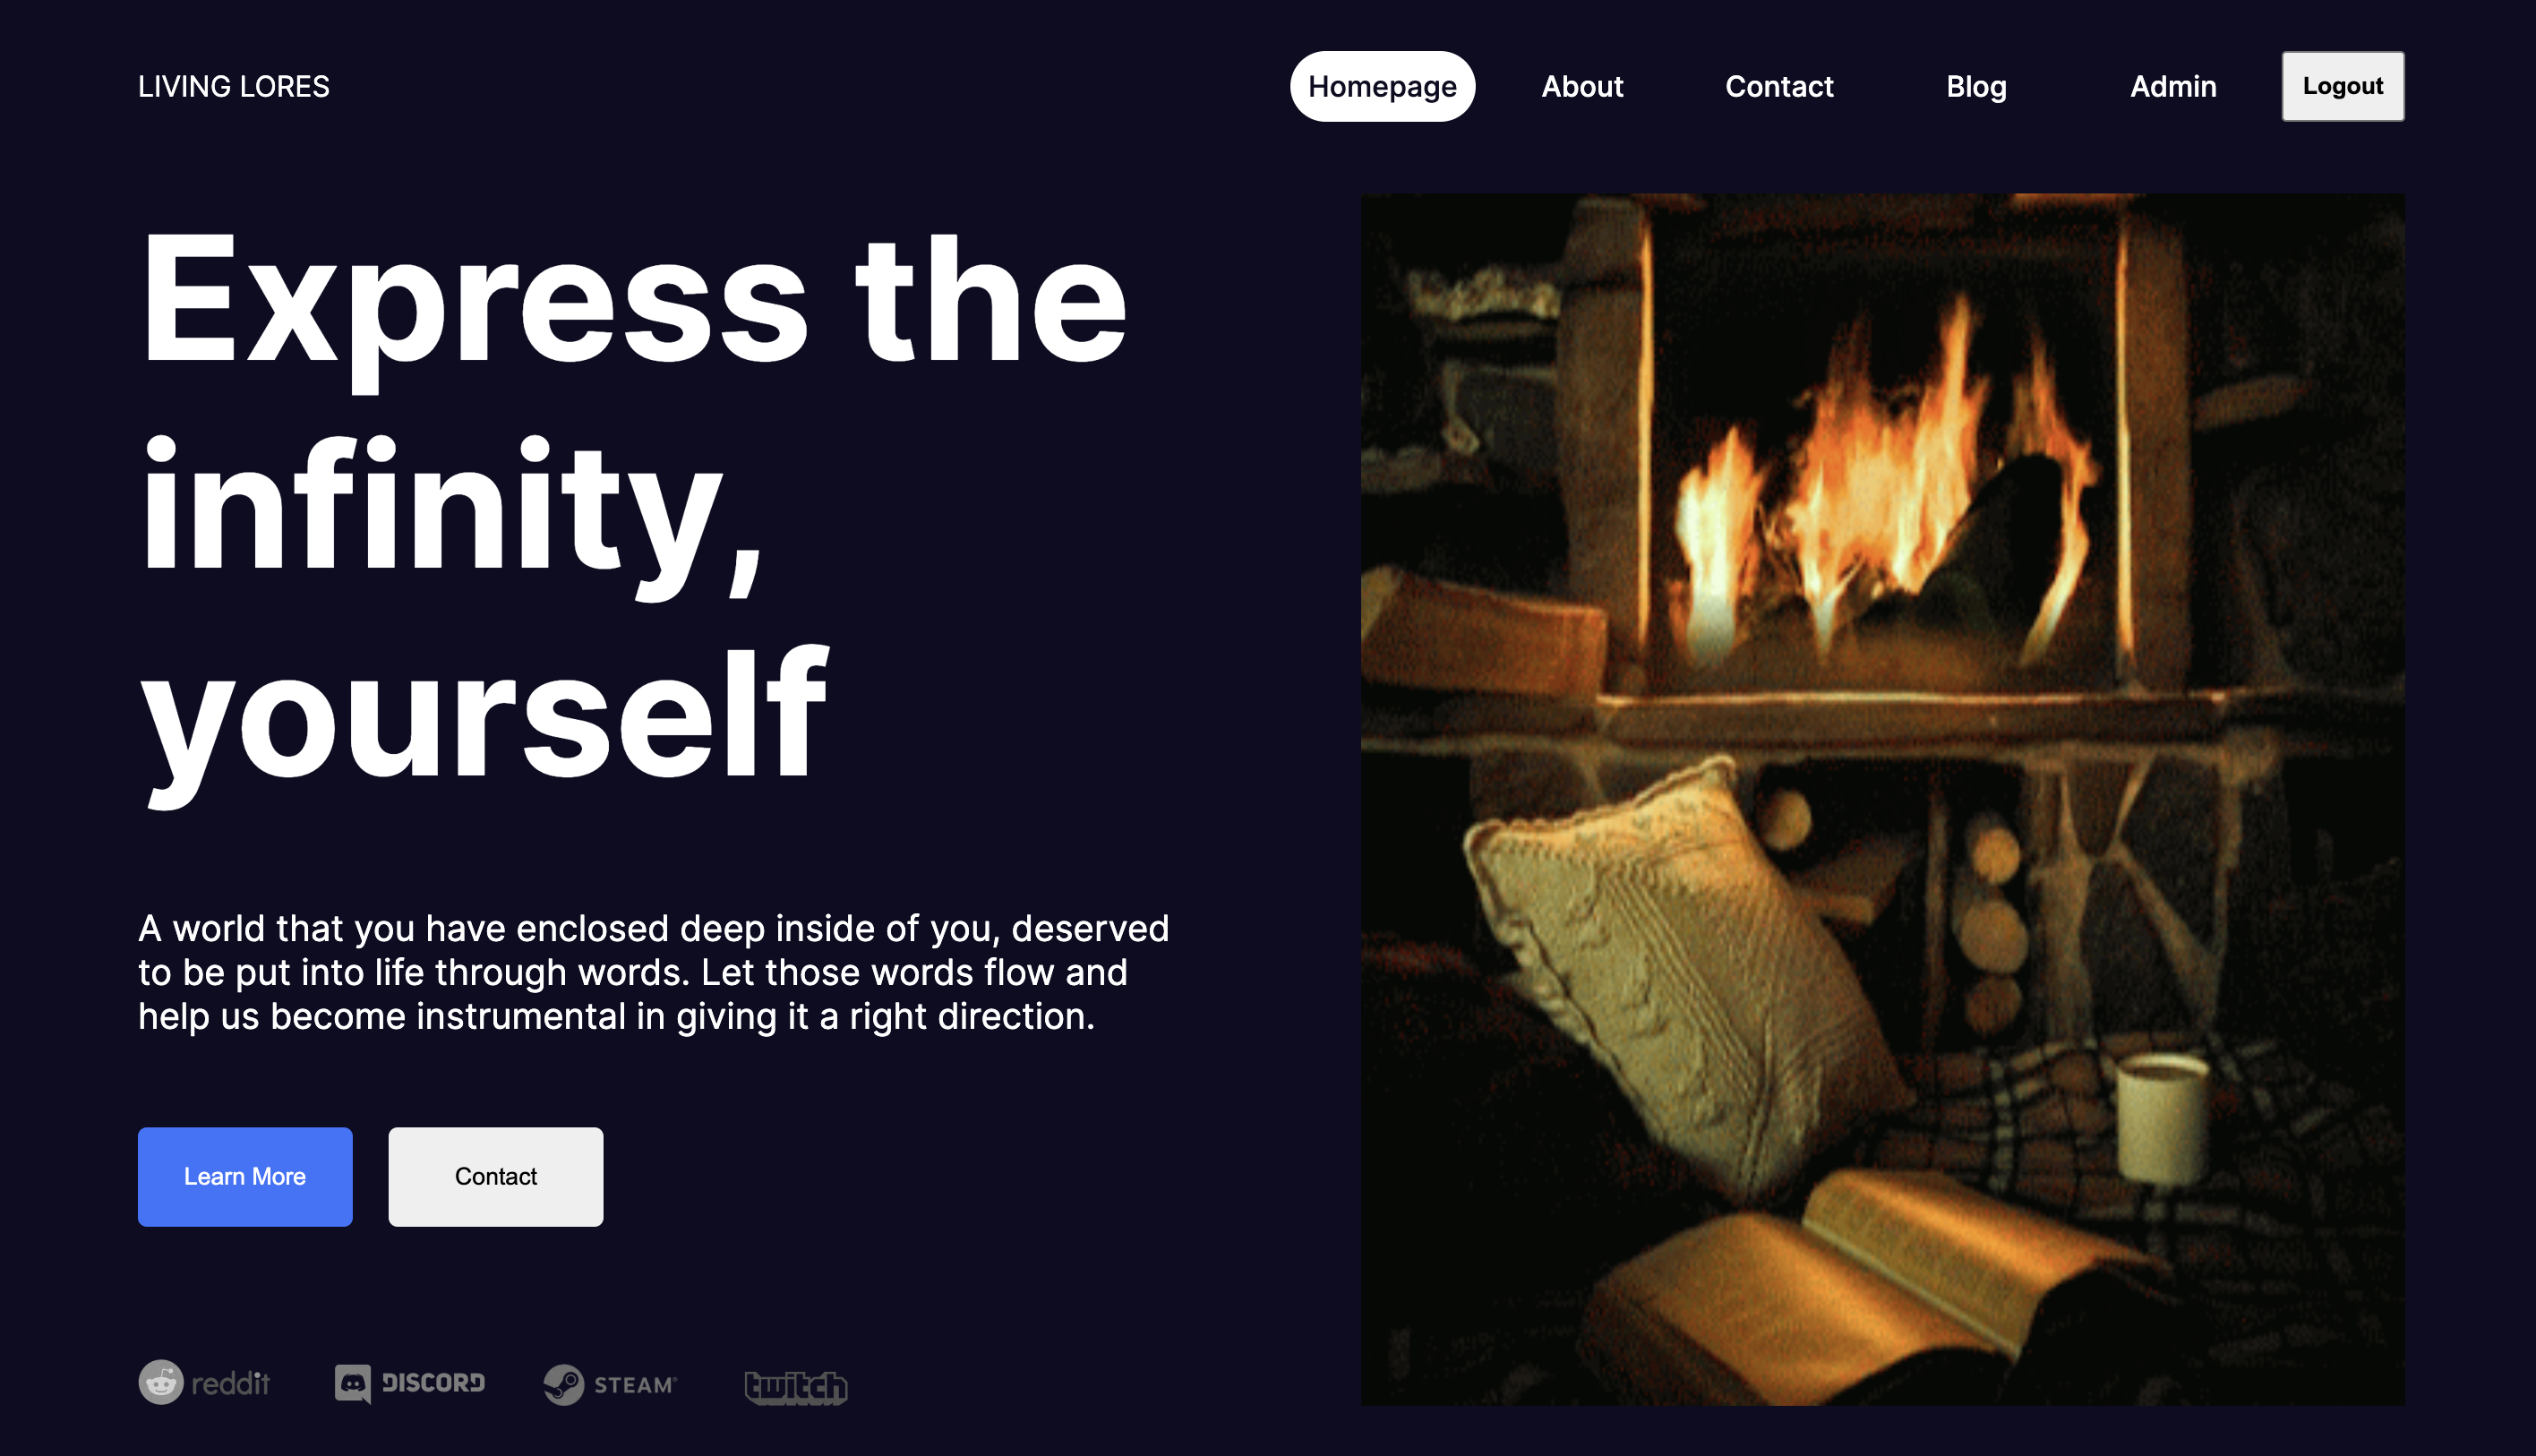 LIVING LORES
Homepage About Contact Blog Admin Logout
Express the
infinity,
yourself
A world that you have enclosed deep inside of you, deserved
to be put into life through words. Let those words flow and
help us become instrumental in giving it a right direction.
Learn More Contact
reddit DISCORD STEAM® twitch